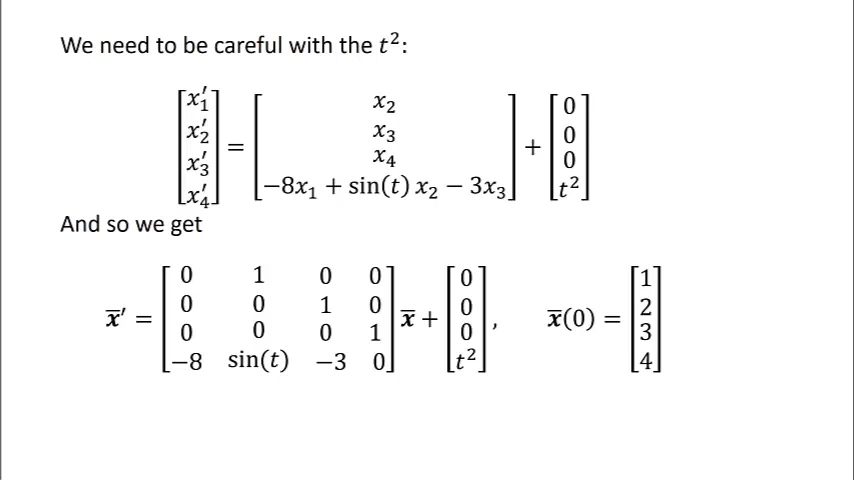 We need to be careful with the t²:
[x₁′ x₂′ x₃′ x₄′] = [x₂ x₃ x₄ −8x₁ + sin(t) x₂ − 3x₃] + [0 0 0 t²]
And so we get
x̅′ = [0 1 0 0 0 0 1 0 0 0 0 1 −8 sin(t) −3 0] x̅ + [0 0 0 t²], x̅(0) = [1 2 3 4]